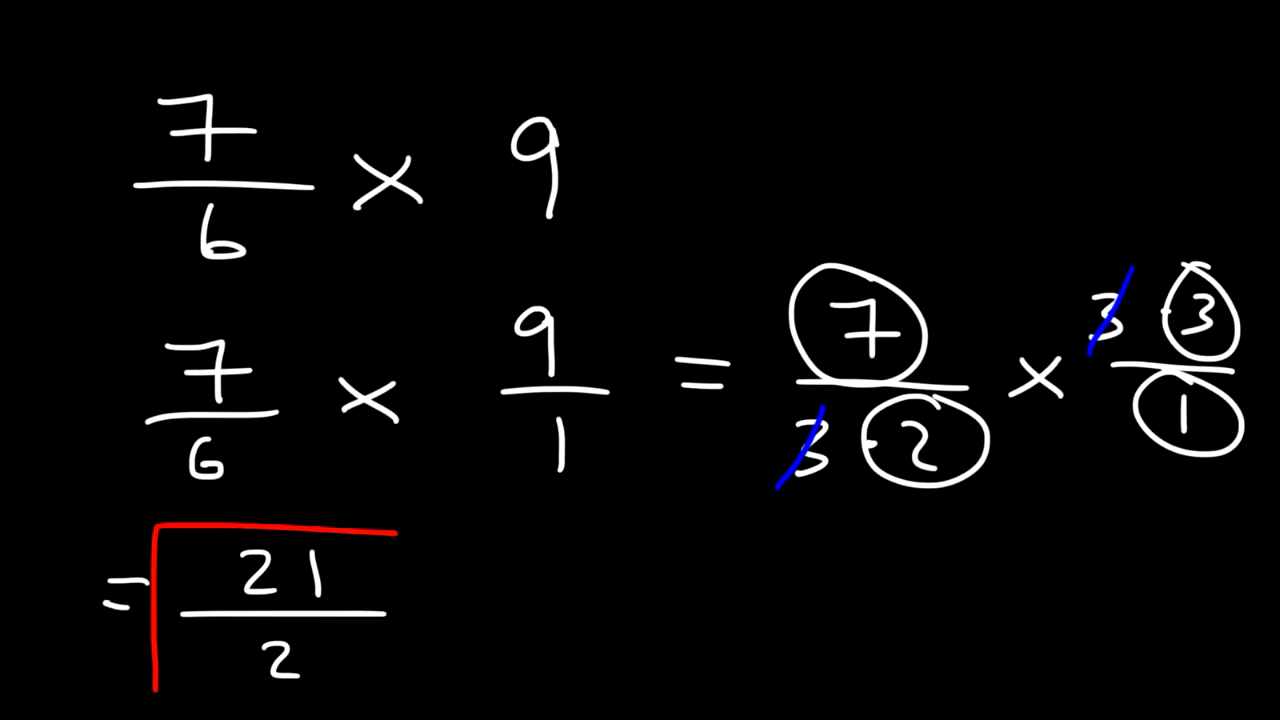 7/6 × 9
7/6 × 9/1 = 7/(3·2) × (3·3)/1
= 21/2